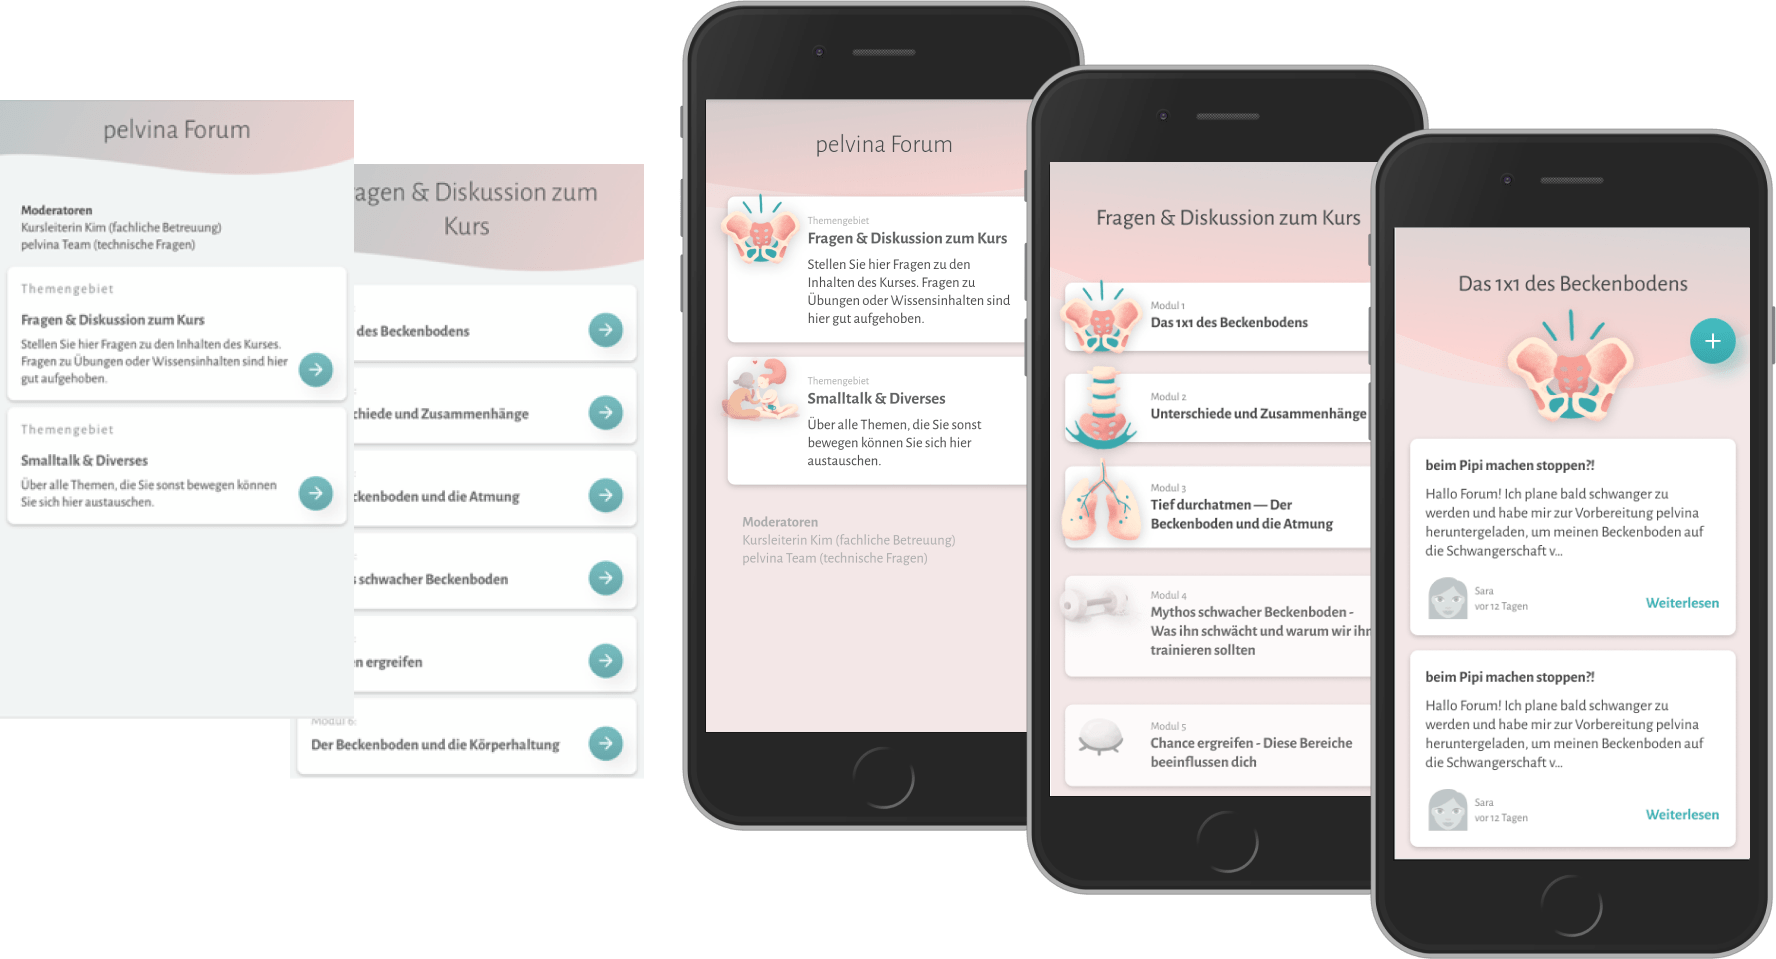 pelvina Forum
Moderatoren
Kursleiterin Kim (fachliche Betreuung)
pelvina Team (technische Fragen)
Themengebiet
Fragen & Diskussion zum Kurs
Stellen Sie hier Fragen zu den Inhalten des Kurses.
Fragen zu Übungen oder Wissensinhalten sind hier
gut aufgehoben.
Themengebiet
Smalltalk & Diverses
Über alle Themen, die Sie sonst bewegen können
Sie sich hier austauschen.
ragen & Diskussion zum
Kurs
des Beckenbodens
chiede und Zusammenhänge
ckenboden und die Atmung
s schwacher Beckenboden
n ergreifen
Modul 6:
Der Beckenboden und die Körperhaltung
pelvina Forum
Themengebiet
Fragen & Diskussion zum Kurs
Stellen Sie hier Fragen zu den
Inhalten des Kurses. Fragen zu
Übungen oder Wissensinhalten sind
hier gut aufgehoben.
Themengebiet
Smalltalk & Diverses
Über alle Themen, die Sie sonst
bewegen können Sie sich hier
austauschen.
Moderatoren
Kursleiterin Kim (fachliche Betreuung)
pelvina Team (technische Fragen)
Fragen & Diskussion zum Kurs
Modul 1
Das 1x1 des Beckenbodens
Modul 2
Unterschiede und Zusammenhänge
Modul 3
Tief durchatmen — Der
Beckenboden und die Atmung
Modul 4
Mythos schwacher Beckenboden -
Was ihn schwächt und warum wir ihn
trainieren sollten
Modul 5
Chance ergreifen - Diese Bereiche
beeinflussen dich
Das 1x1 des Beckenbodens
beim Pipi machen stoppen?!
Hallo Forum! Ich plane bald schwanger zu
werden und habe mir zur Vorbereitung pelvina
heruntergeladen, um meinen Beckenboden auf
die Schwangerschaft v...
Sara
vor 12 Tagen
Weiterlesen
beim Pipi machen stoppen?!
Hallo Forum! Ich plane bald schwanger zu
werden und habe mir zur Vorbereitung pelvina
heruntergeladen, um meinen Beckenboden auf
die Schwangerschaft v...
Sara
vor 12 Tagen
Weiterlesen